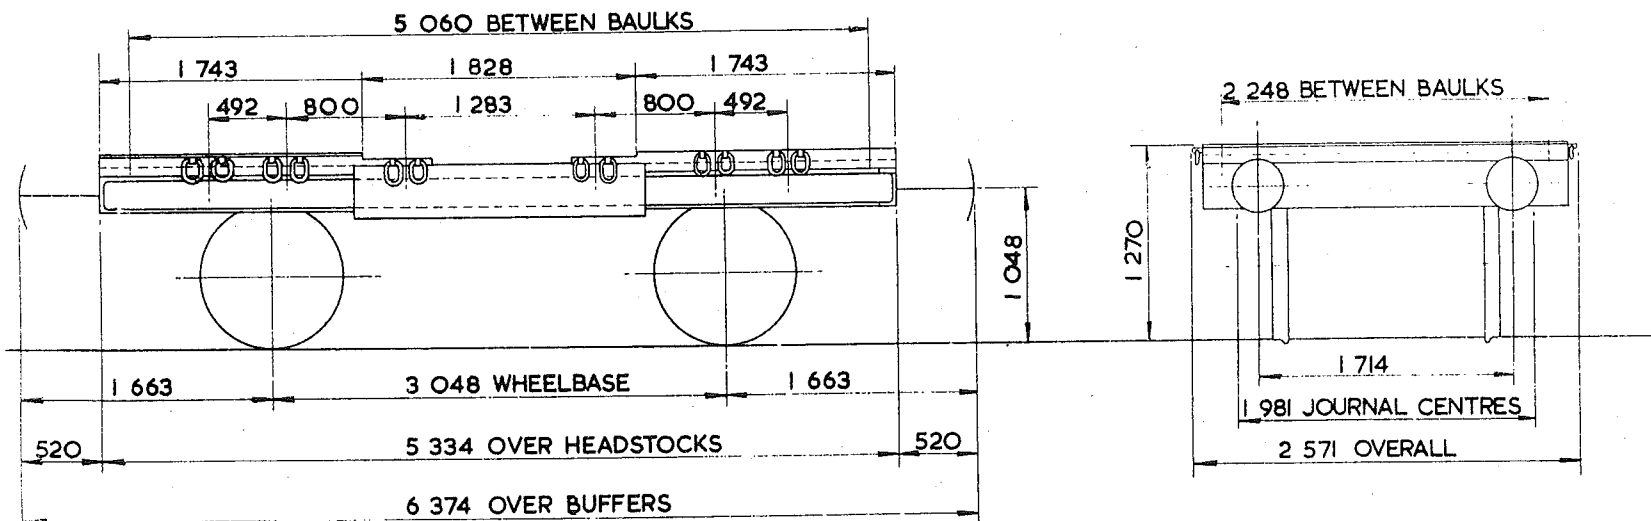 5 060 BETWEEN BAULKS
1 743 1 828 1 743
492 800 1 283 800 492
2 248 BETWEEN BAULKS
1 048
1 270
1 663 3 048 WHEELBASE 1 663
1 714
1 981 JOURNAL CENTRES
520 5 334 OVER HEADSTOCKS 520
2 571 OVERALL
6 374 OVER BUFFERS